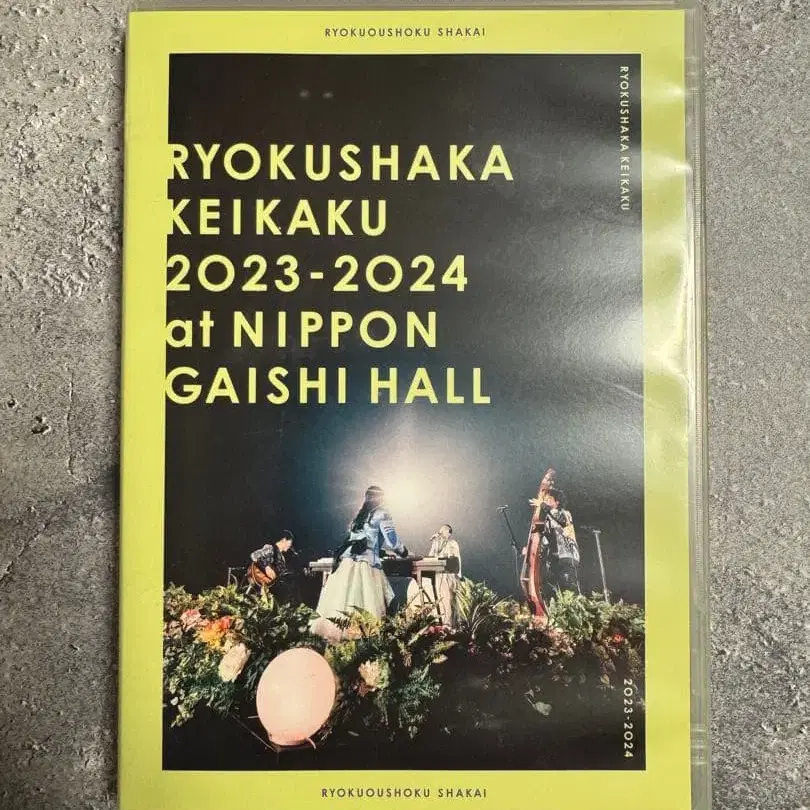 RYOKUOUSHOKU SHAKAI
RYOKUSHAKA KEIKAKU
RYOKUSHAKA
KEIKAKU
2023-2024
at NIPPON
GAISHI HALL
2023-2024
RYOKUOUSHOKU SHAKAI